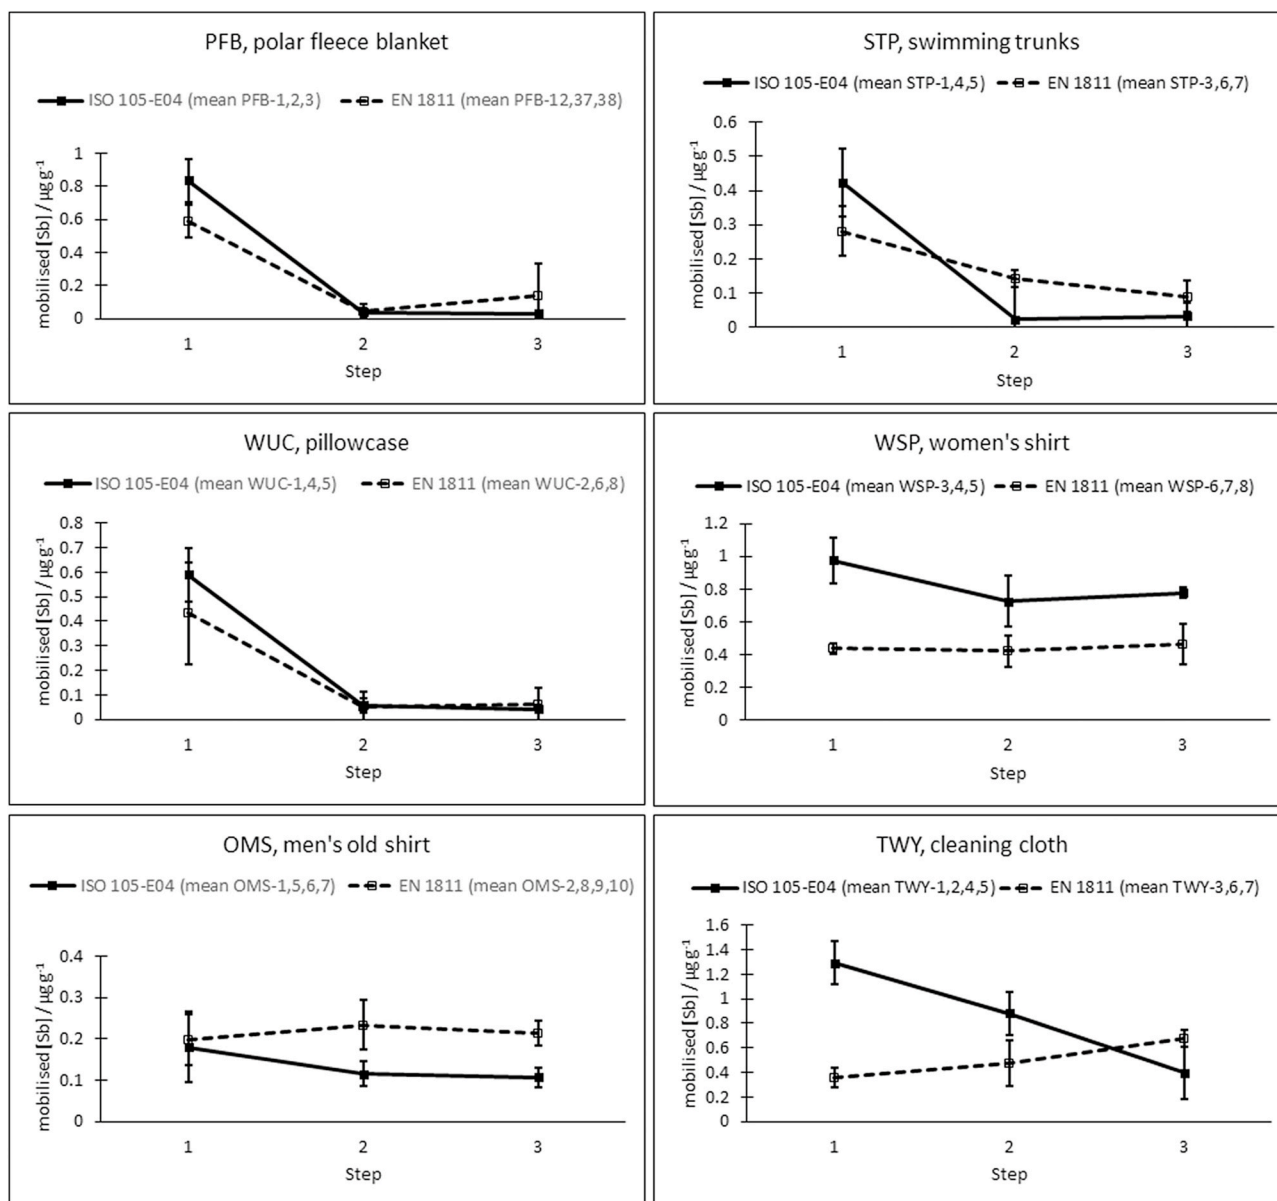 PFB, polar fleece blanket
ISO 105-E04 (mean PFB-1,2,3) EN 1811 (mean PFB-12,37,38)
mobilised [Sb] / µg g-1
1
0.8
0.6
0.4
0.2
0
1 2 3
Step
STP, swimming trunks
ISO 105-E04 (mean STP-1,4,5) EN 1811 (mean STP-3,6,7)
mobilised [Sb] / µg g-1
0.6
0.5
0.4
0.3
0.2
0.1
0
1 2 3
Step
WUC, pillowcase
ISO 105-E04 (mean WUC-1,4,5) EN 1811 (mean WUC-2,6,8)
mobilised [Sb] / µg g-1
0.8
0.7
0.6
0.5
0.4
0.3
0.2
0.1
0
1 2 3
Step
WSP, women's shirt
ISO 105-E04 (mean WSP-3,4,5) EN 1811 (mean WSP-6,7,8)
mobilised [Sb] / µg g-1
1.2
1
0.8
0.6
0.4
0.2
0
1 2 3
Step
OMS, men's old shirt
ISO 105-E04 (mean OMS-1,5,6,7) EN 1811 (mean OMS-2,8,9,10)
mobilised [Sb] / µg g-1
0.4
0.3
0.2
0.1
0
1 2 3
Step
TWY, cleaning cloth
ISO 105-E04 (mean TWY-1,2,4,5) EN 1811 (mean TWY-3,6,7)
mobilised [Sb] / µg g-1
1.6
1.4
1.2
1
0.8
0.6
0.4
0.2
0
1 2 3
Step